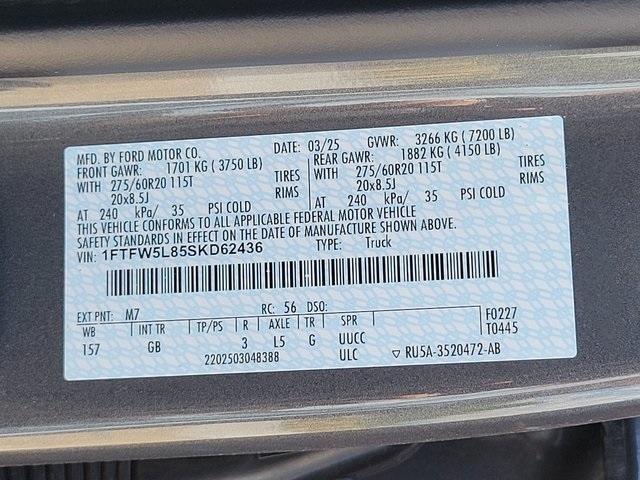 MFD. BY FORD MOTOR CO. DATE: 03/25 GVWR: 3266 KG ( 7200 LB)
FRONT GAWR: 1701 KG ( 3750 LB) REAR GAWR: 1882 KG ( 4150 LB)
WITH 275/60R20 115T TIRES WITH 275/60R20 115T TIRES
20x8.5J RIMS 20x8.5J RIMS
AT 240 kPa/ 35 PSI COLD AT 240 kPa/ 35 PSI COLD
THIS VEHICLE CONFORMS TO ALL APPLICABLE FEDERAL MOTOR VEHICLE
SAFETY STANDARDS IN EFFECT ON THE DATE OF MANUFACTURE SHOWN ABOVE.
VIN: 1FTFW5L85SKD62436 TYPE: Truck
EXT PNT: M7 RC: 56 DSO: F0227
WB INT TR TP/PS R AXLE TR SPR T0445
157 GB 3 L5 G UUCC
2202503048388 ULC ▽ RU5A-3520472-AB